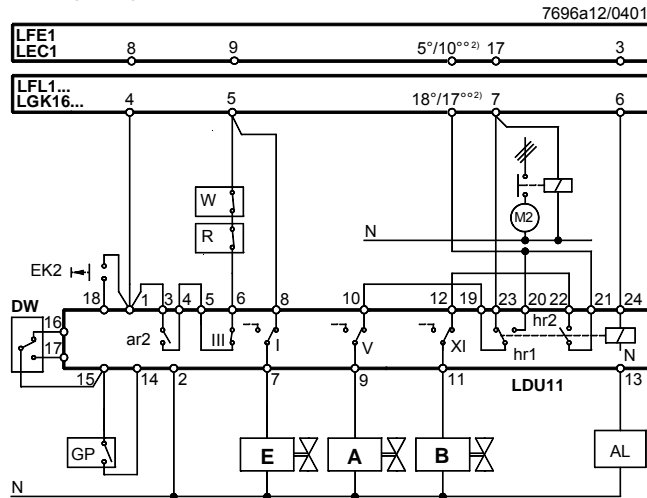 7696a12/0401
LFE1
LEC1
8 9 5°/10°°²⁾ 17 3
LFL1...
LGK16...
4 5 18°/17°°²⁾ 7 6
W
R
M2
N
EK2
DW
18 1 3 4 5 6 8 10 12 19 23 20 22 21 24
16
17
ar2 III I V XI hr1 hr2 N
15 14 2 7 9 11 LDU11 13
GP E A B AL
N